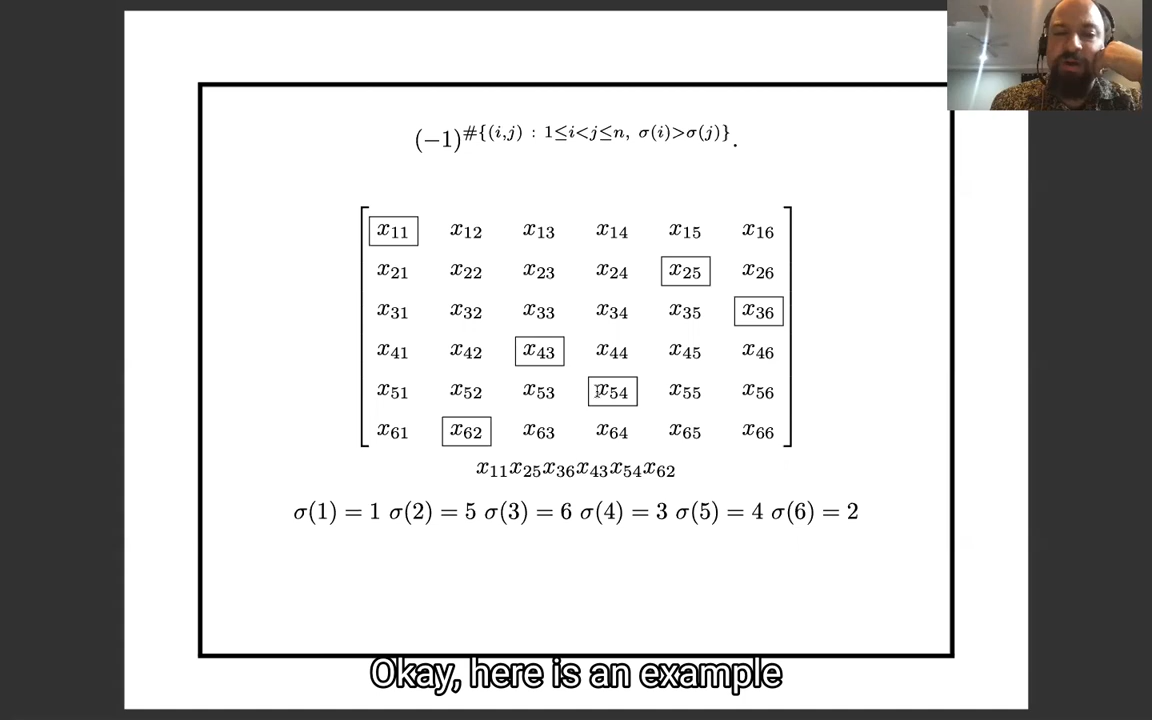 (−1)^{#{(i,j) : 1≤i<j≤n, σ(i)>σ(j)}}.
x₁₁ x₁₂ x₁₃ x₁₄ x₁₅ x₁₆
x₂₁ x₂₂ x₂₃ x₂₄ x₂₅ x₂₆
x₃₁ x₃₂ x₃₃ x₃₄ x₃₅ x₃₆
x₄₁ x₄₂ x₄₃ x₄₄ x₄₅ x₄₆
x₅₁ x₅₂ x₅₃ x₅₄ x₅₅ x₅₆
x₆₁ x₆₂ x₆₃ x₆₄ x₆₅ x₆₆
x₁₁x₂₅x₃₆x₄₃x₅₄x₆₂
σ(1) = 1 σ(2) = 5 σ(3) = 6 σ(4) = 3 σ(5) = 4 σ(6) = 2
Okay, here is an example